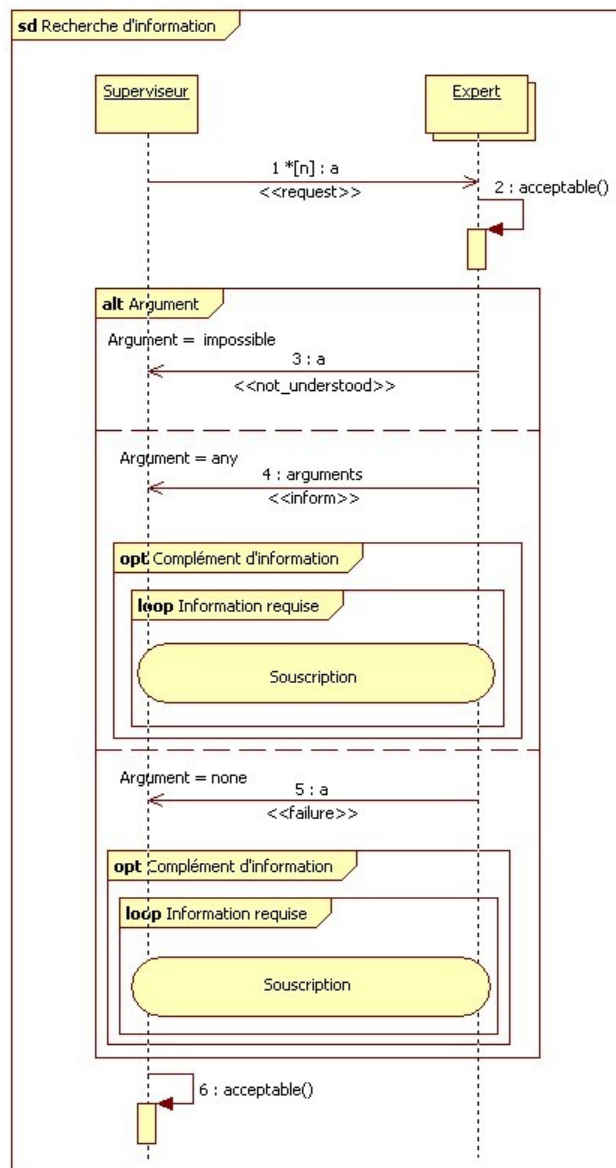 sd Recherche d'information
Superviseur
Expert
1 *[n] : a
<<request>>
2 : acceptable()
alt Argument
Argument = impossible
3 : a
<<not_understood>>
Argument = any
4 : arguments
<<inform>>
opt Complément d'information
loop Information requise
Souscription
Argument = none
5 : a
<<failure>>
opt Complément d'information
loop Information requise
Souscription
6 : acceptable()